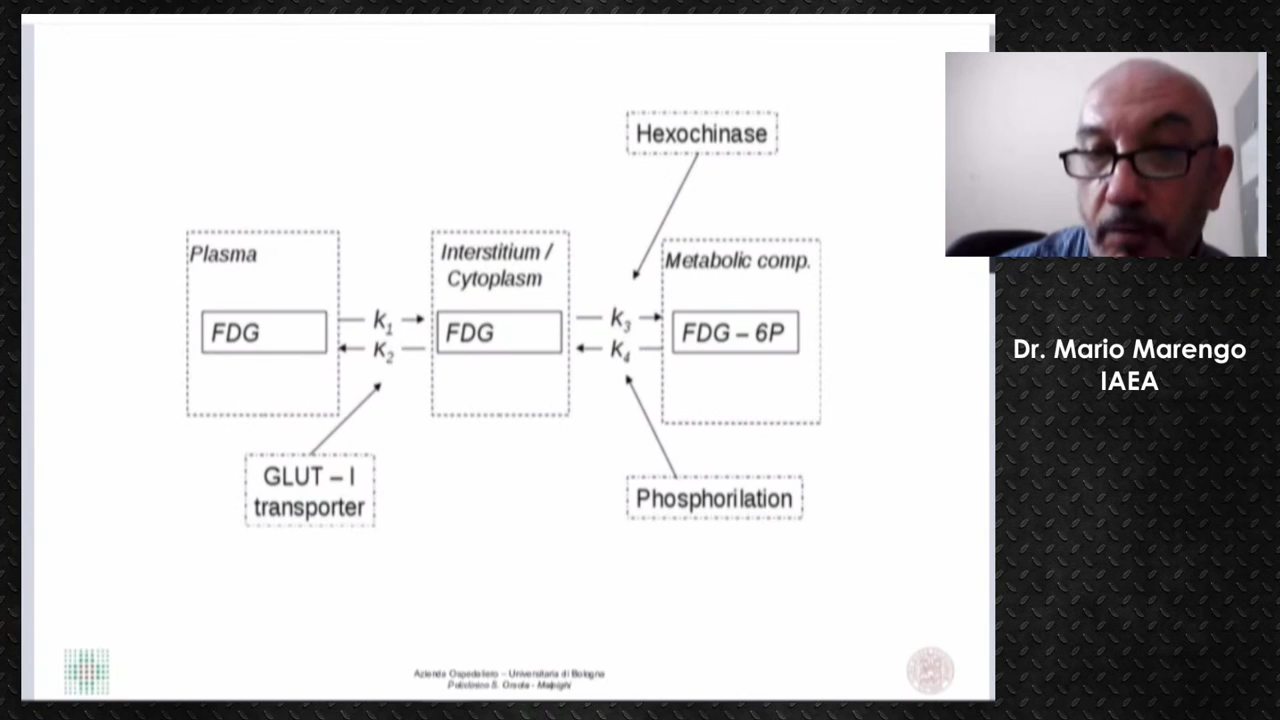 Hexochinase
Plasma
Interstitium /
Cytoplasm
Metabolic comp.
FDG
k1
K2
FDG
k3
K4
FDG – 6P
GLUT – I
transporter
Phosphorilation
Azienda Ospedaliero – Universitaria di Bologna
Policlinico S. Orsola - Malpighi
Dr. Mario Marengo
IAEA